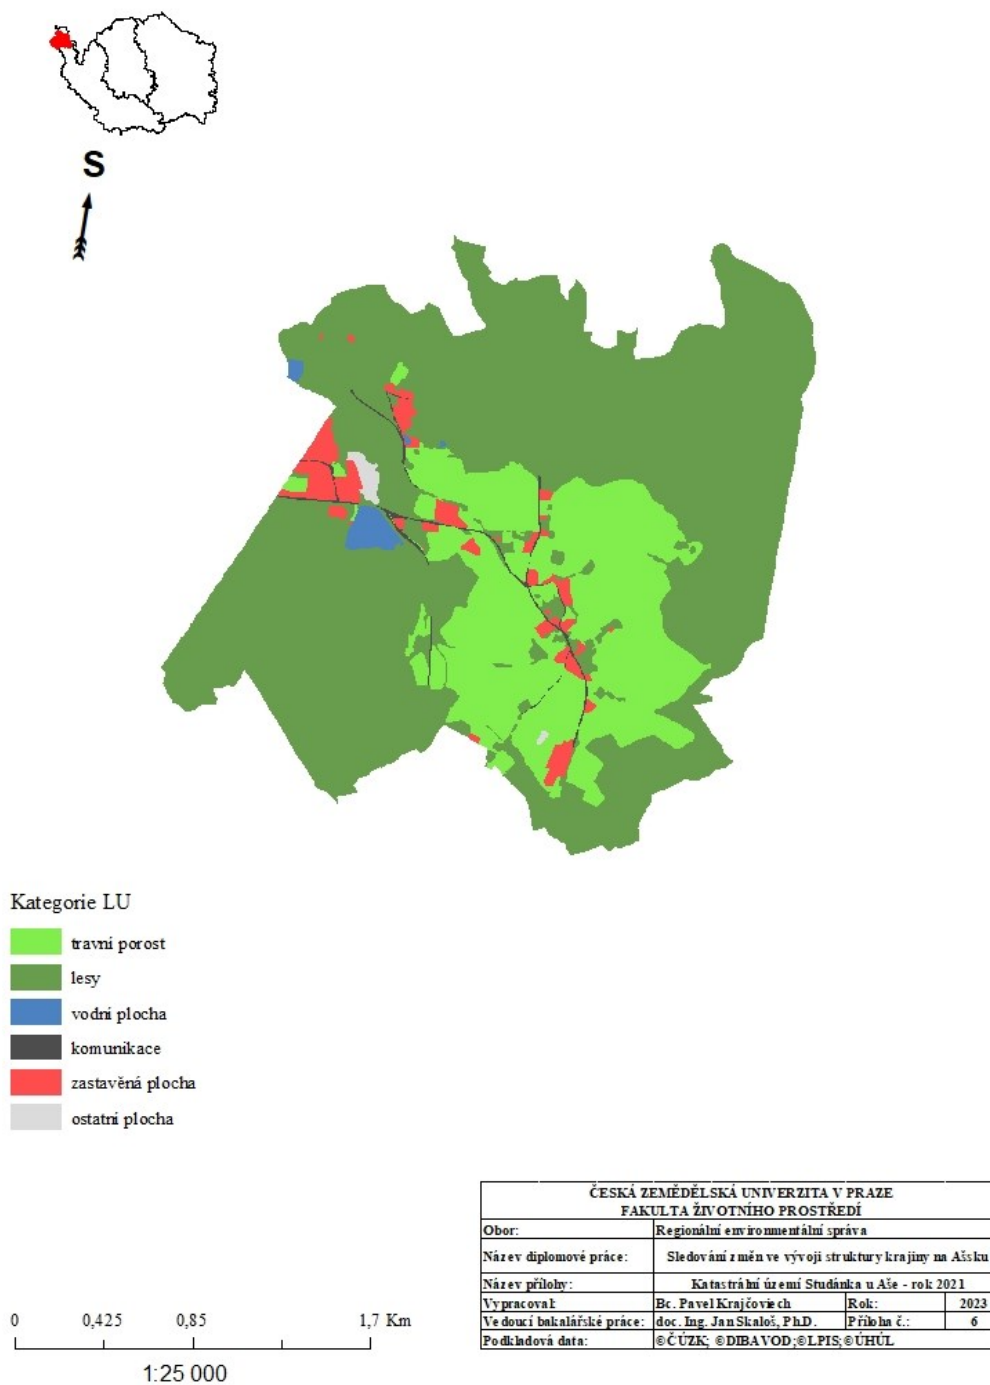 S
Kategorie LU
travní porost
lesy
vodní plocha
komunikace
zastavěná plocha
ostatní plocha
ČESKÁ ZEMĚDĚLSKÁ UNIVERZITA V PRAZE
FAKULTA ŽIVOTNÍHO PROSTŘEDÍ
Obor: Regionální environmentální správa
Název diplomové práce: Sledování změn ve vývoji struktury krajiny na Ašsku
Název přílohy: Katastrální území Studánka u Aše - rok 2021
Vypracoval: Bc. Pavel Krajčoviech Rok: 2023
Vedoucí bakalářské práce: doc. Ing. Jan Skaloš, Ph.D. Příloha č.: 6
Podkladová data: ©ČÚZK; ©DIBAVOD;©LPIS;©ÚHÚL
0 0,425 0,85 1,7 Km
1:25 000